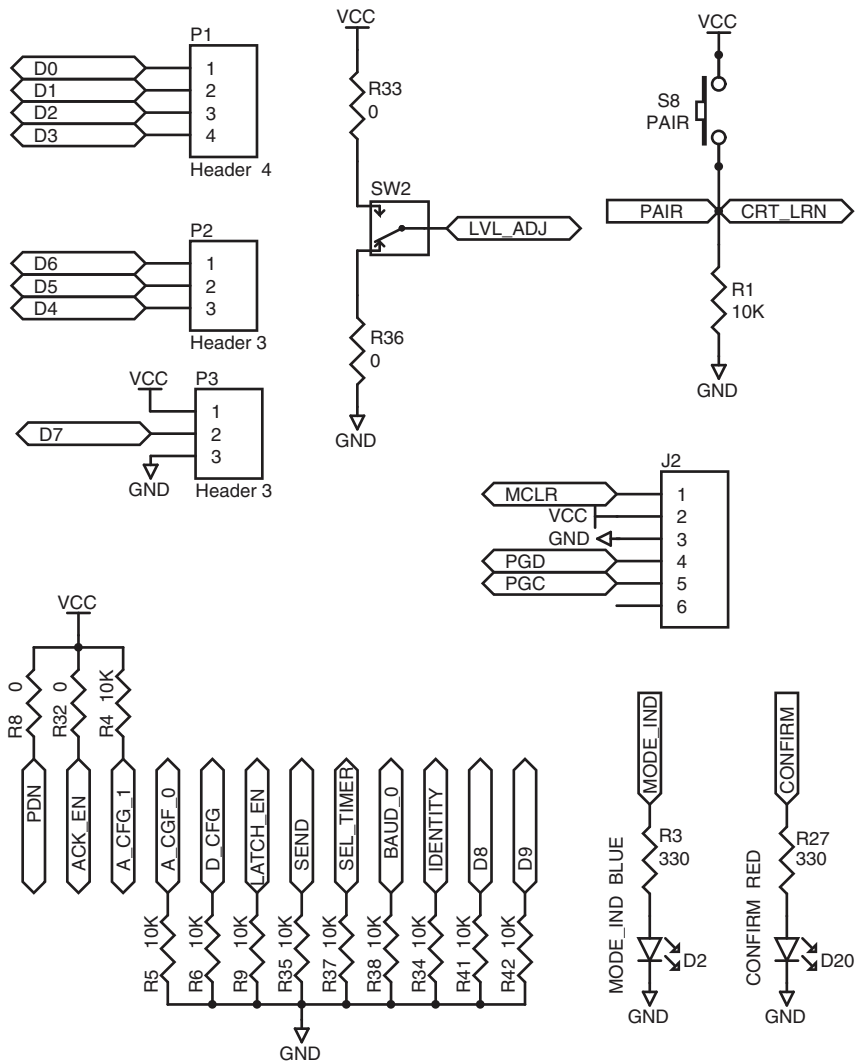 P1
D0
D1
D2
D3
1
2
3
4
Header 4
P2
D6
D5
D4
1
2
3
Header 3
VCC
P3
D7
1
2
3
GND
Header 3
VCC
R33
0
SW2
LVL_ADJ
R36
0
GND
VCC
S8
PAIR
PAIR
CRT_LRN
R1
10K
GND
J2
MCLR
1
VCC
2
GND
3
PGD
4
PGC
5
6
VCC
R8 0
R32 0
R4 10K
PDN
ACK_EN
A_CFG_1
A_CGF_0
D_CFG
LATCH_EN
SEND
SEL_TIMER
BAUD_0
IDENTITY
D8
D9
R5 10K
R6 10K
R9 10K
R35 10K
R37 10K
R38 10K
R34 10K
R41 10K
R42 10K
GND
MODE_IND
R3
330
MODE_IND BLUE
D2
GND
CONFIRM
R27
330
CONFIRM RED
D20
GND